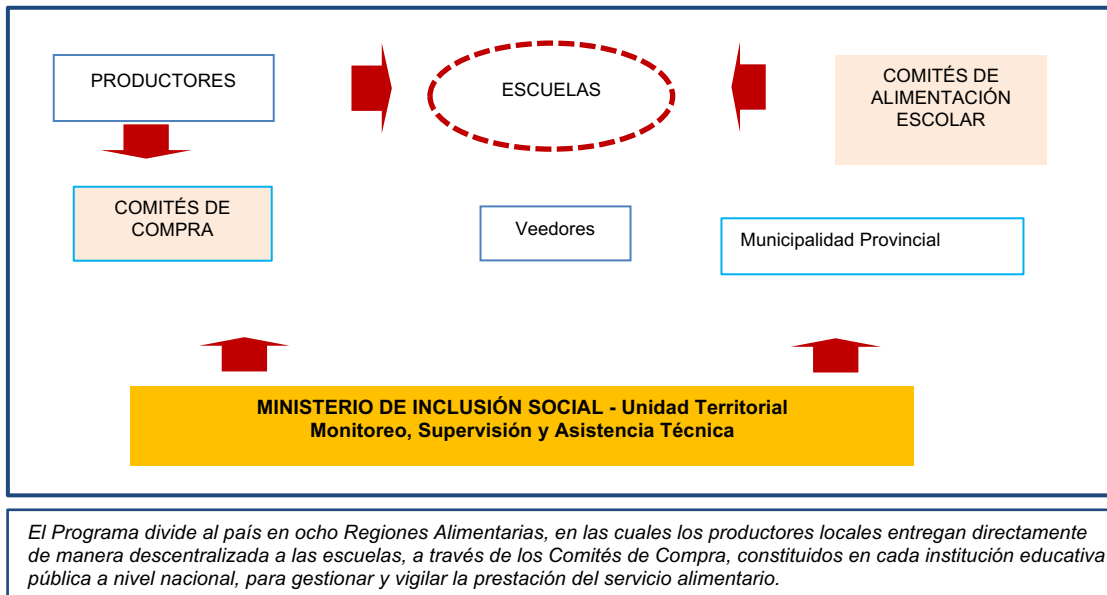 PRODUCTORES
ESCUELAS
COMITÉS DE
ALIMENTACIÓN
ESCOLAR
COMITÉS DE
COMPRA
Veedores
Municipalidad Provincial
MINISTERIO DE INCLUSIÓN SOCIAL - Unidad Territorial
Monitoreo, Supervisión y Asistencia Técnica
El Programa divide al país en ocho Regiones Alimentarias, en las cuales los productores locales entregan directamente
de manera descentralizada a las escuelas, a través de los Comités de Compra, constituidos en cada institución educativa
pública a nivel nacional, para gestionar y vigilar la prestación del servicio alimentario.